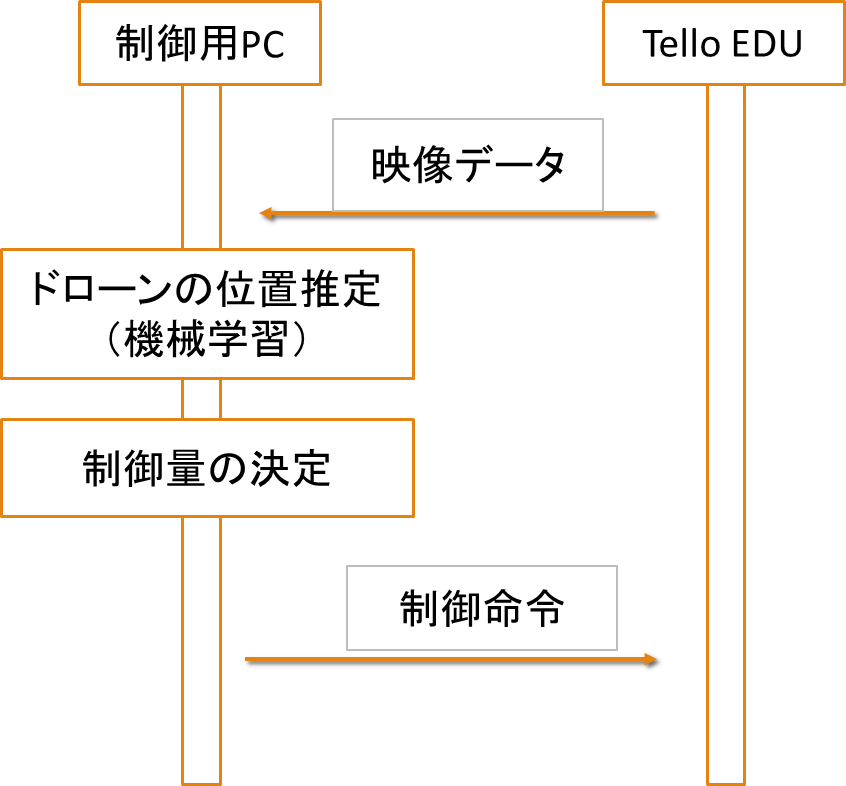 制御用PC
Tello EDU
映像データ
ドローンの位置推定
（機械学習）
制御量の決定
制御命令